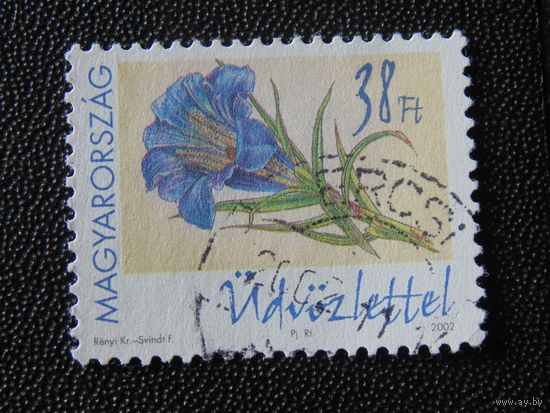 MAGYARORSZÁG
38 Ft
Üdvözlettel
Rényi Kr.–Svindt F.
Pj. Rt.
2002
www.ay.by